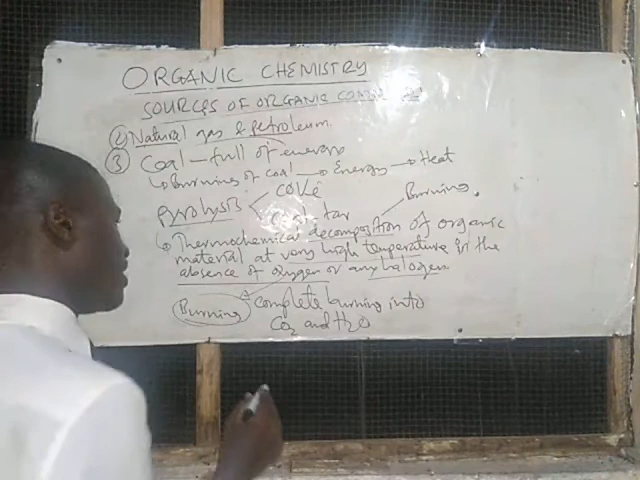 ORGANIC CHEMISTRY
SOURCES OF ORGANIC
② Natural gas & petroleum.
③ Coal – full of energy
↳ Burning of coal → Energy → Heat
Pyrolysis < coke
coal tar
Burning.
↳ Thermochemical decomposition of organic
material at very high temperature in the
absence of oxygen or any halogen
Burning complete burning into
CO2 and H2O